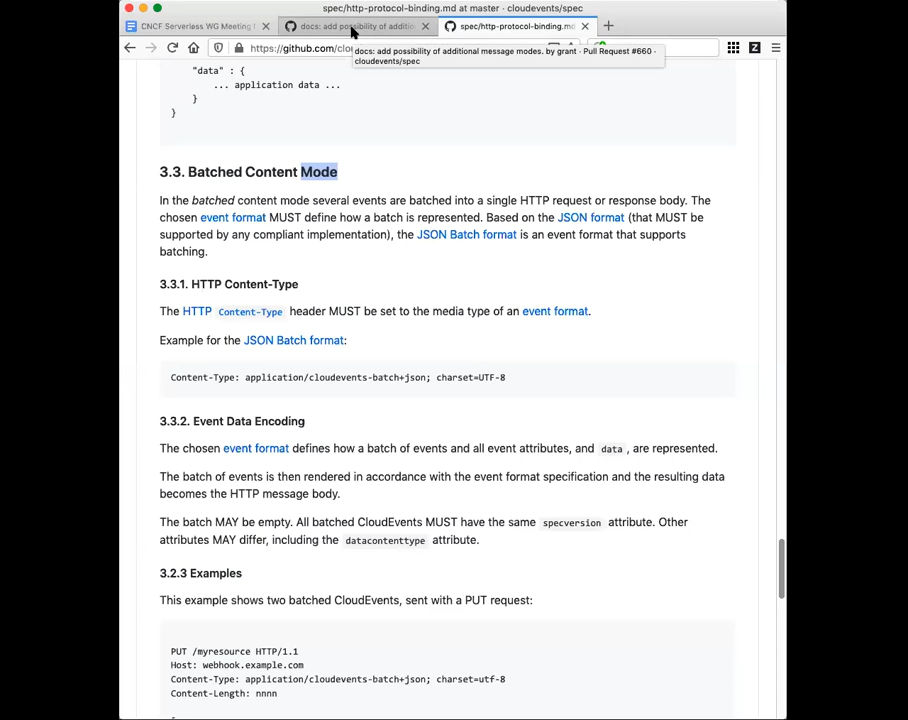 spec/http-protocol-binding.md at master · cloudevents/spec
CNCF Serverless WG Meeting
docs: add possibility of additio
spec/http-protocol-binding.md
https://github.com/clou
docs: add possibility of additional message modes. by grant · Pull Request #660 ·
cloudevents/spec
"data" : {
... application data ...
}
}
3.3. Batched Content Mode
In the batched content mode several events are batched into a single HTTP request or response body. The
chosen event format MUST define how a batch is represented. Based on the JSON format (that MUST be
supported by any compliant implementation), the JSON Batch format is an event format that supports
batching.
3.3.1. HTTP Content-Type
The HTTP Content-Type header MUST be set to the media type of an event format.
Example for the JSON Batch format:
Content-Type: application/cloudevents-batch+json; charset=UTF-8
3.3.2. Event Data Encoding
The chosen event format defines how a batch of events and all event attributes, and data , are represented.
The batch of events is then rendered in accordance with the event format specification and the resulting data
becomes the HTTP message body.
The batch MAY be empty. All batched CloudEvents MUST have the same specversion attribute. Other
attributes MAY differ, including the datacontenttype attribute.
3.2.3 Examples
This example shows two batched CloudEvents, sent with a PUT request:
PUT /myresource HTTP/1.1
Host: webhook.example.com
Content-Type: application/cloudevents-batch+json; charset=utf-8
Content-Length: nnnn